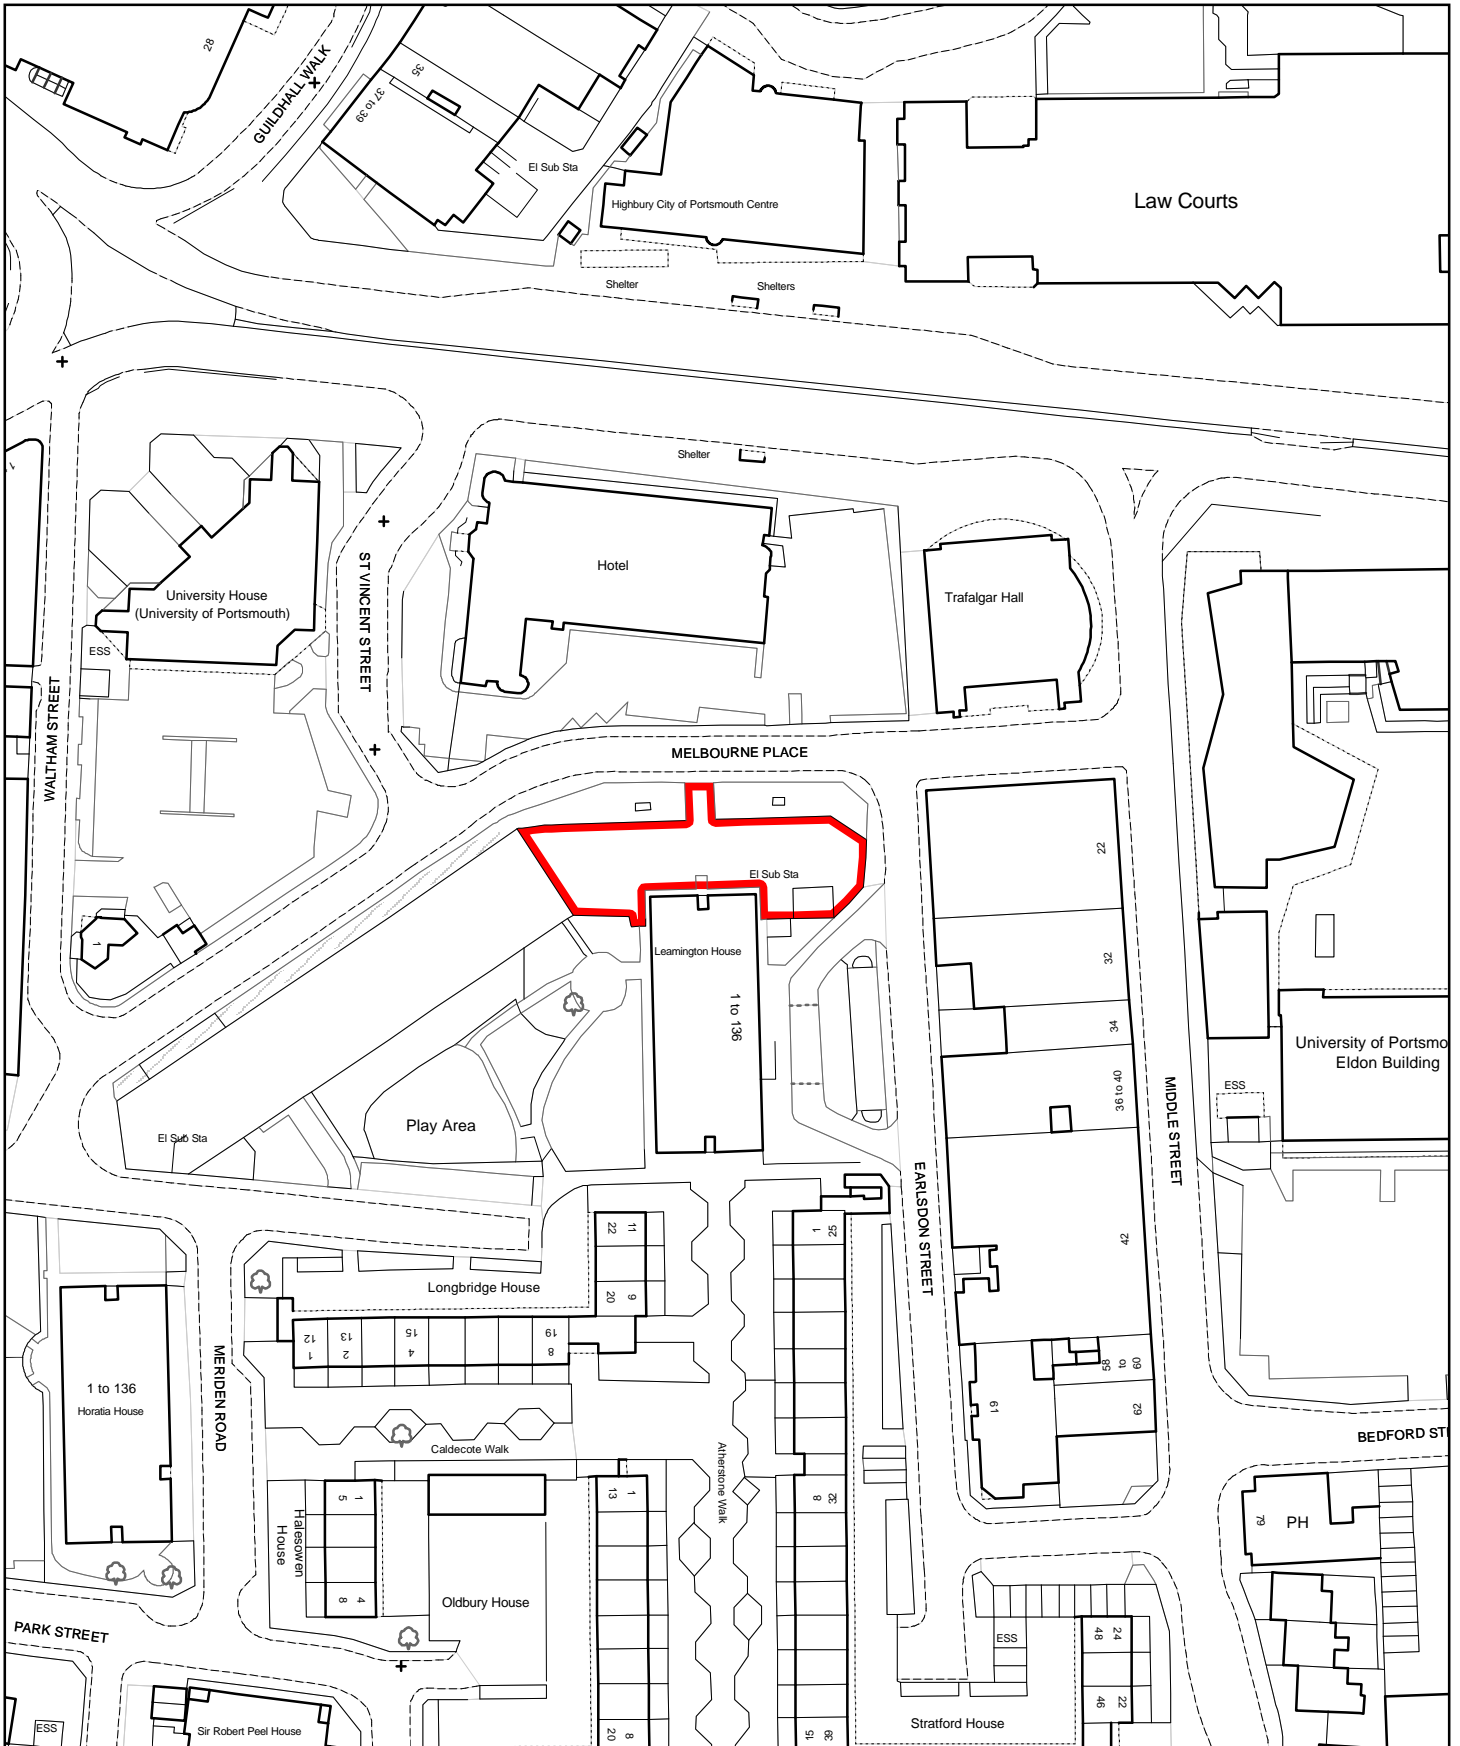 28
GUILDHALL WALK
35
37 to 39
El Sub Sta
Highbury City of Portsmouth Centre
Law Courts
Shelter
Shelters
Shelter
Hotel
University House
(University of Portsmouth)
ESS
ST VINCENT STREET
Trafalgar Hall
WALTHAM STREET
MELBOURNE PLACE
El Sub Sta
22
Leamington House
1 to 136
32
34
36 to 40
1
University of Portsmo
Eldon Building
ESS
MIDDLE STREET
Play Area
El Sub Sta
EARLSDON STREET
42
22 11
20 9
1 25
Longbridge House
12 13 15 19
1 2 4 8
MERIDEN ROAD
1 to 136
Horatia House
58
to
60
61
62
BEDFORD ST
Caldecote Walk
Atherstone Walk
5 1
8 4
Halesowen
House
13 1
8 32
79
PH
Oldbury House
PARK STREET
ESS
48 24
46 22
ESS
Sir Robert Peel House
20 8
15 39
Stratford House